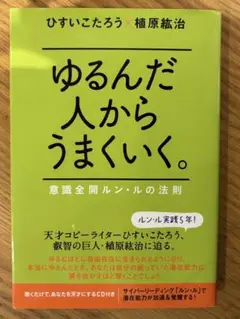 ひすいこたろう 植原紘治
ゆるんだ
人から
うまくいく。
意識全開ルン・ルの法則
ルン・ル実践5年!
天才コピーライターひすいこたろう、
叡智の巨人・植原紘治に迫る。
聴くだけで、あなたを天才にするCD付き
サイバーリーディング「ルン・ル」で
潜在能力が加速&覚醒する!